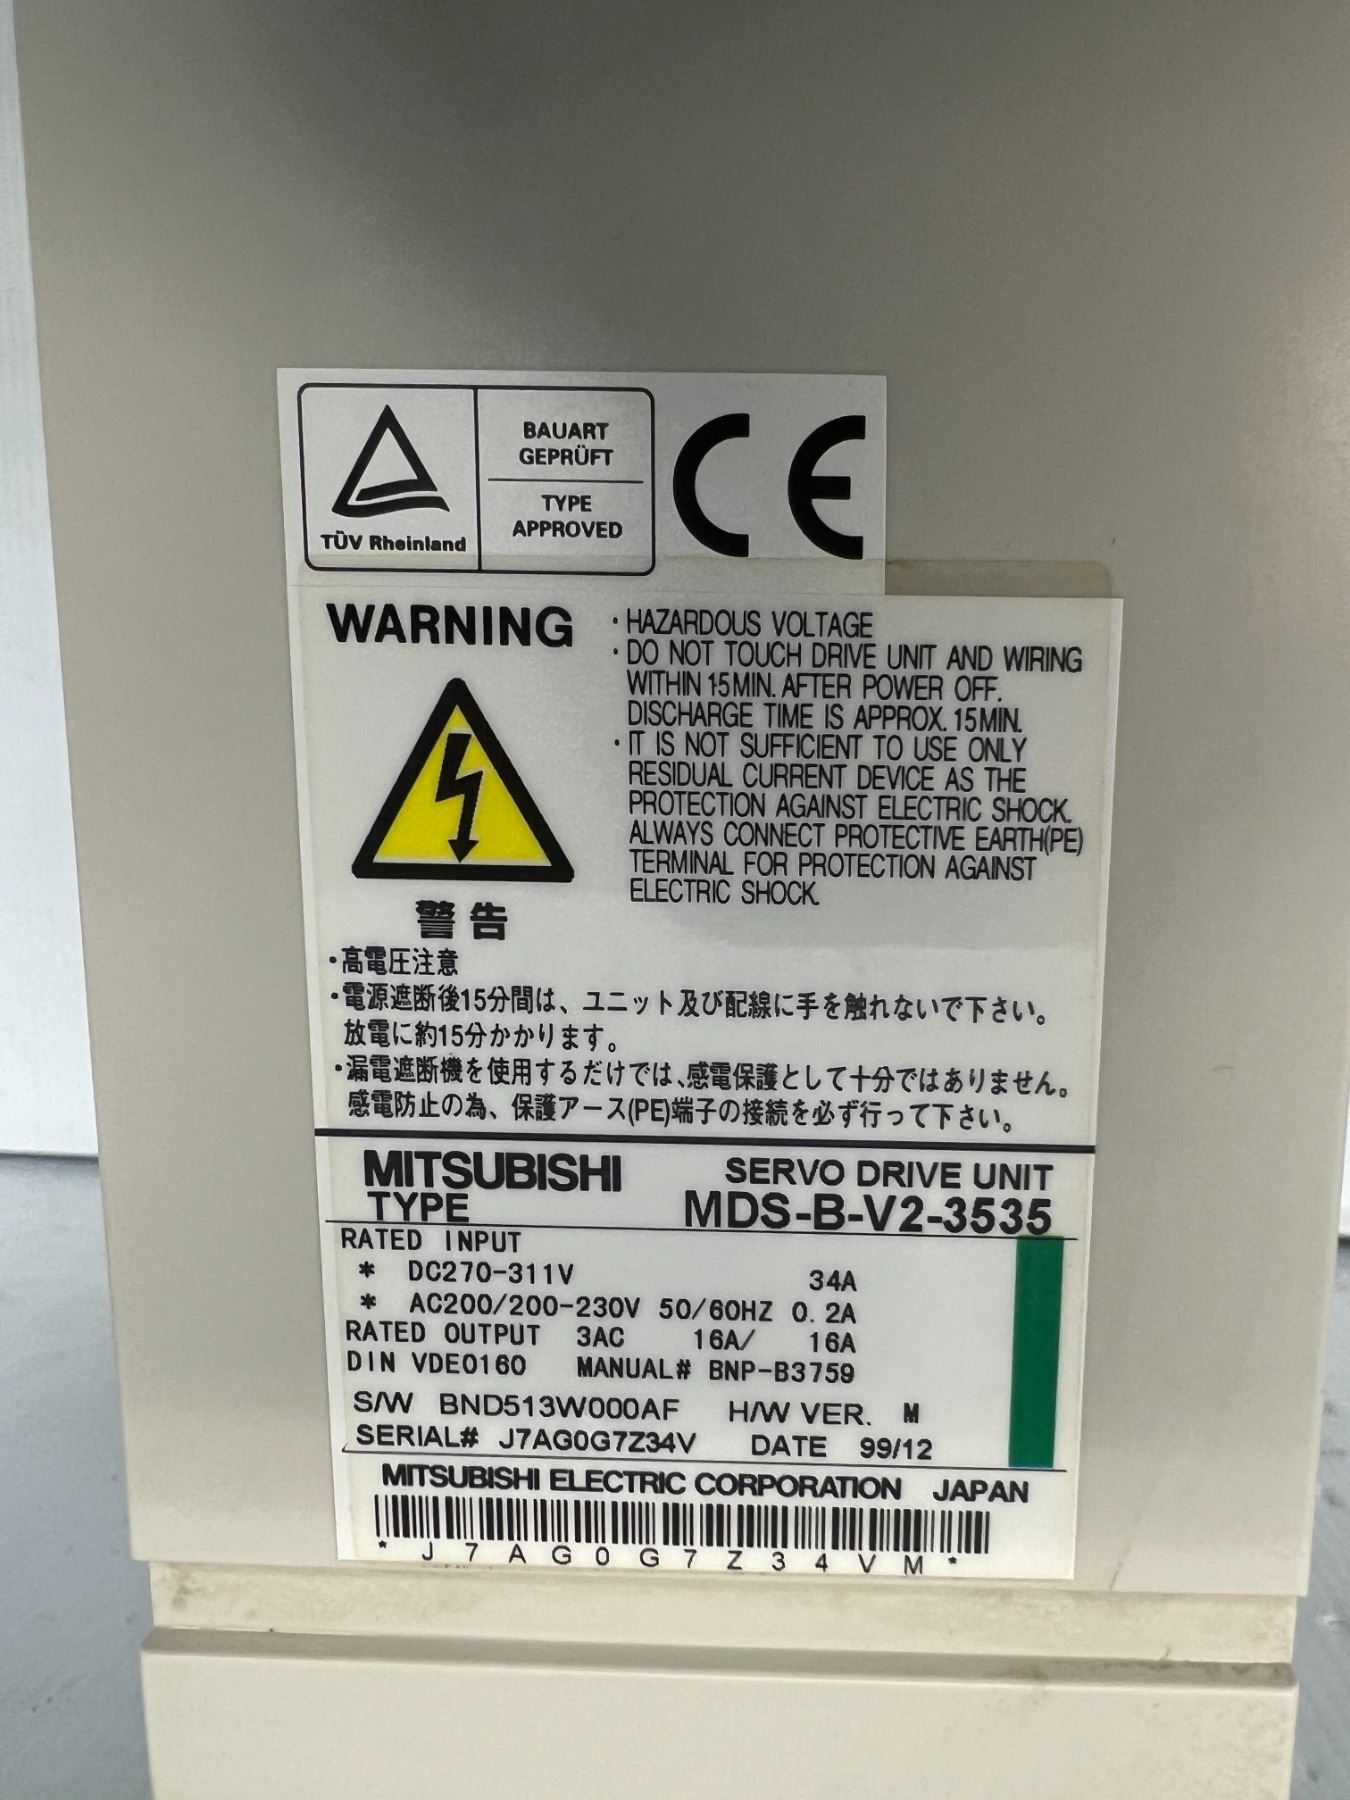 BAUART
GEPRÜFT
TYPE
APPROVED
TÜV Rheinland
CE
WARNING
・HAZARDOUS VOLTAGE
・DO NOT TOUCH DRIVE UNIT AND WIRING
WITHIN 15MIN. AFTER POWER OFF.
DISCHARGE TIME IS APPROX. 15MIN.
・IT IS NOT SUFFICIENT TO USE ONLY
RESIDUAL CURRENT DEVICE AS THE
PROTECTION AGAINST ELECTRIC SHOCK.
ALWAYS CONNECT PROTECTIVE EARTH(PE)
TERMINAL FOR PROTECTION AGAINST
ELECTRIC SHOCK.
警告
・高電圧注意
・電源遮断後15分間は、ユニット及び配線に手を触れないで下さい。
放電に約15分かかります。
・漏電遮断機を使用するだけでは、感電保護として十分ではありません。
感電防止の為、保護アース(PE)端子の接続を必ず行って下さい。
MITSUBISHI SERVO DRIVE UNIT
TYPE MDS-B-V2-3535
RATED INPUT
* DC270-311V 34A
* AC200/200-230V 50/60HZ 0.2A
RATED OUTPUT 3AC 16A/ 16A
DIN VDE0160 MANUAL# BNP-B3759
S/W BND513W000AF H/W VER. M
SERIAL# J7AG0G7Z34V DATE 99/12
MITSUBISHI ELECTRIC CORPORATION JAPAN
*J7AG0G7Z34VM*